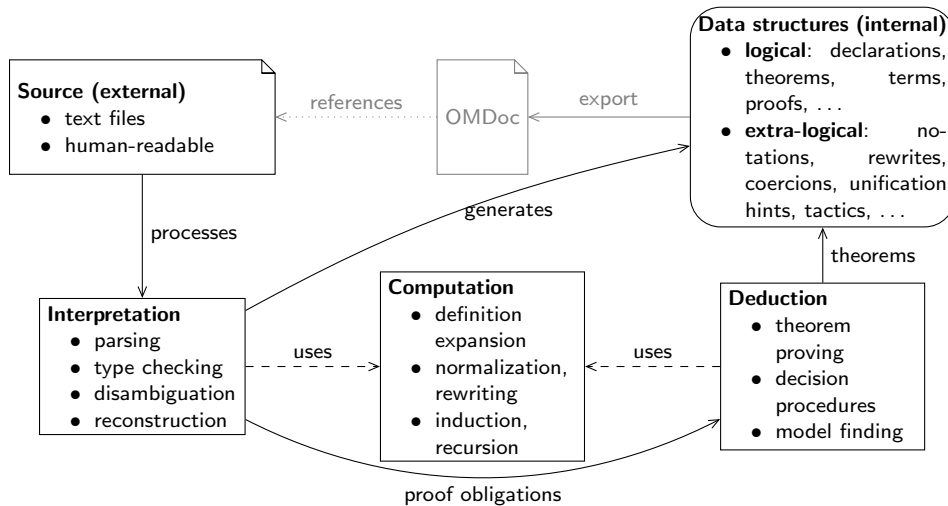 Data structures (internal)
• logical: declarations,
theorems, terms,
proofs, . . .
• extra-logical: no-
tations, rewrites,
coercions, unification
hints, tactics, . . .
Source (external)
• text files
• human-readable
references
OMDoc
export
generates
processes
theorems
Interpretation
• parsing
• type checking
• disambiguation
• reconstruction
uses
Computation
• definition
expansion
• normalization,
rewriting
• induction,
recursion
uses
Deduction
• theorem
proving
• decision
procedures
• model finding
proof obligations